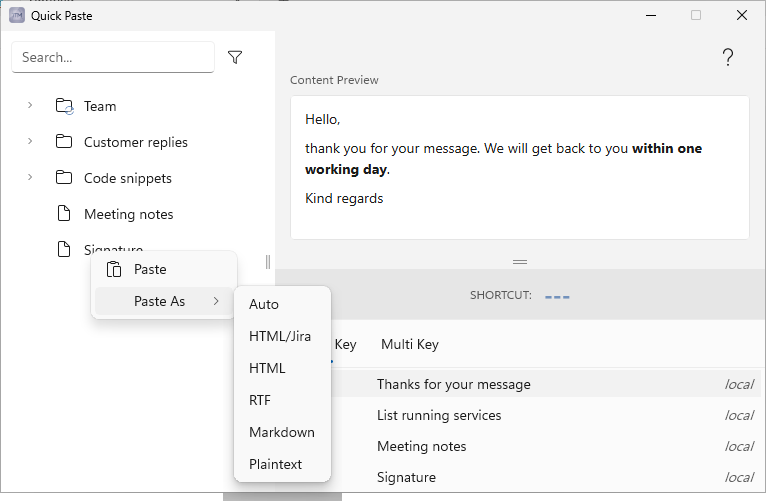 Quick Paste
Search...
Team
Customer replies
Code snippets
Meeting notes
Signature
Paste
Paste As
Auto
HTML/Jira
HTML
RTF
Markdown
Plaintext
?
Content Preview
Hello,
thank you for your message. We will get back to you within one
working day.
Kind regards
SHORTCUT: ---
Key Multi Key
Thanks for your message local
List running services local
Meeting notes local
Signature local